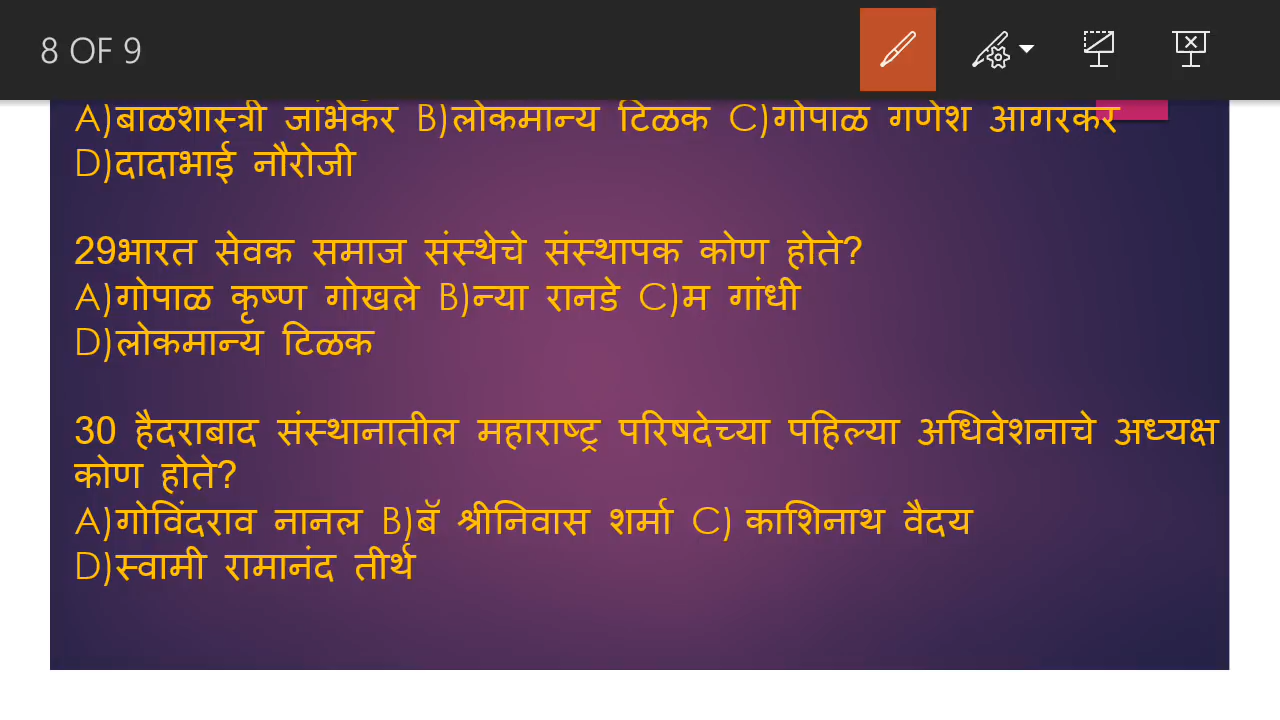 8 OF 9
A)बाळशास्त्री जांभेकर B)लोकमान्य टिळक C)गोपाळ गणेश आगरकर
D)दादाभाई नौरोजी
29भारत सेवक समाज संस्थेचे संस्थापक कोण होते?
A)गोपाळ कृष्ण गोखले B)न्या रानडे C)म गांधी
D)लोकमान्य टिळक
30 हैदराबाद संस्थानातील महाराष्ट्र परिषदेच्या पहिल्या अधिवेशनाचे अध्यक्ष
कोण होते?
A)गोविंदराव नानल B)बॅ श्रीनिवास शर्मा C) काशिनाथ वैदय
D)स्वामी रामानंद तीर्थ